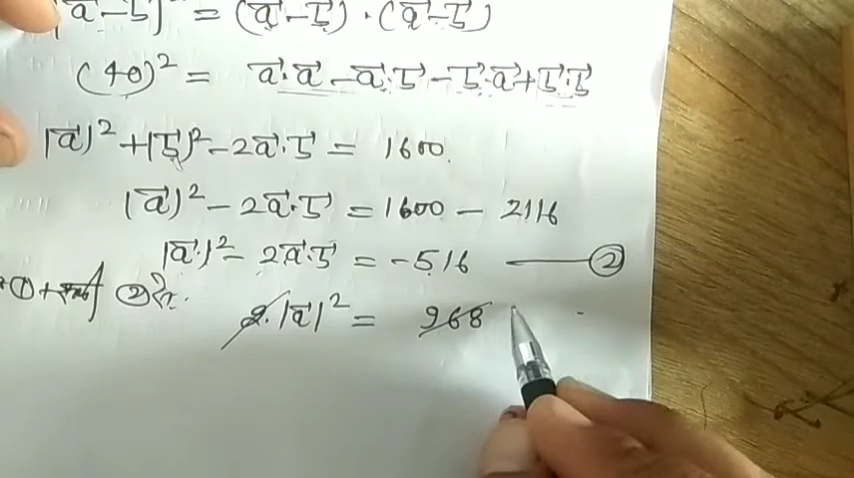 |a⃗ - b⃗|² = (a⃗ - b⃗) · (a⃗ - b⃗)
(40)² = a⃗·a⃗ - a⃗·b⃗ - b⃗·a⃗ + b⃗·b⃗
|a⃗|² + |b⃗|² - 2a⃗·b⃗ = 1600.
|a⃗|² - 2a⃗·b⃗ = 1600 - 2116
|a⃗|² - 2a⃗·b⃗ = -516 —— ②
① + ② से.
2·|a⃗|² = 968